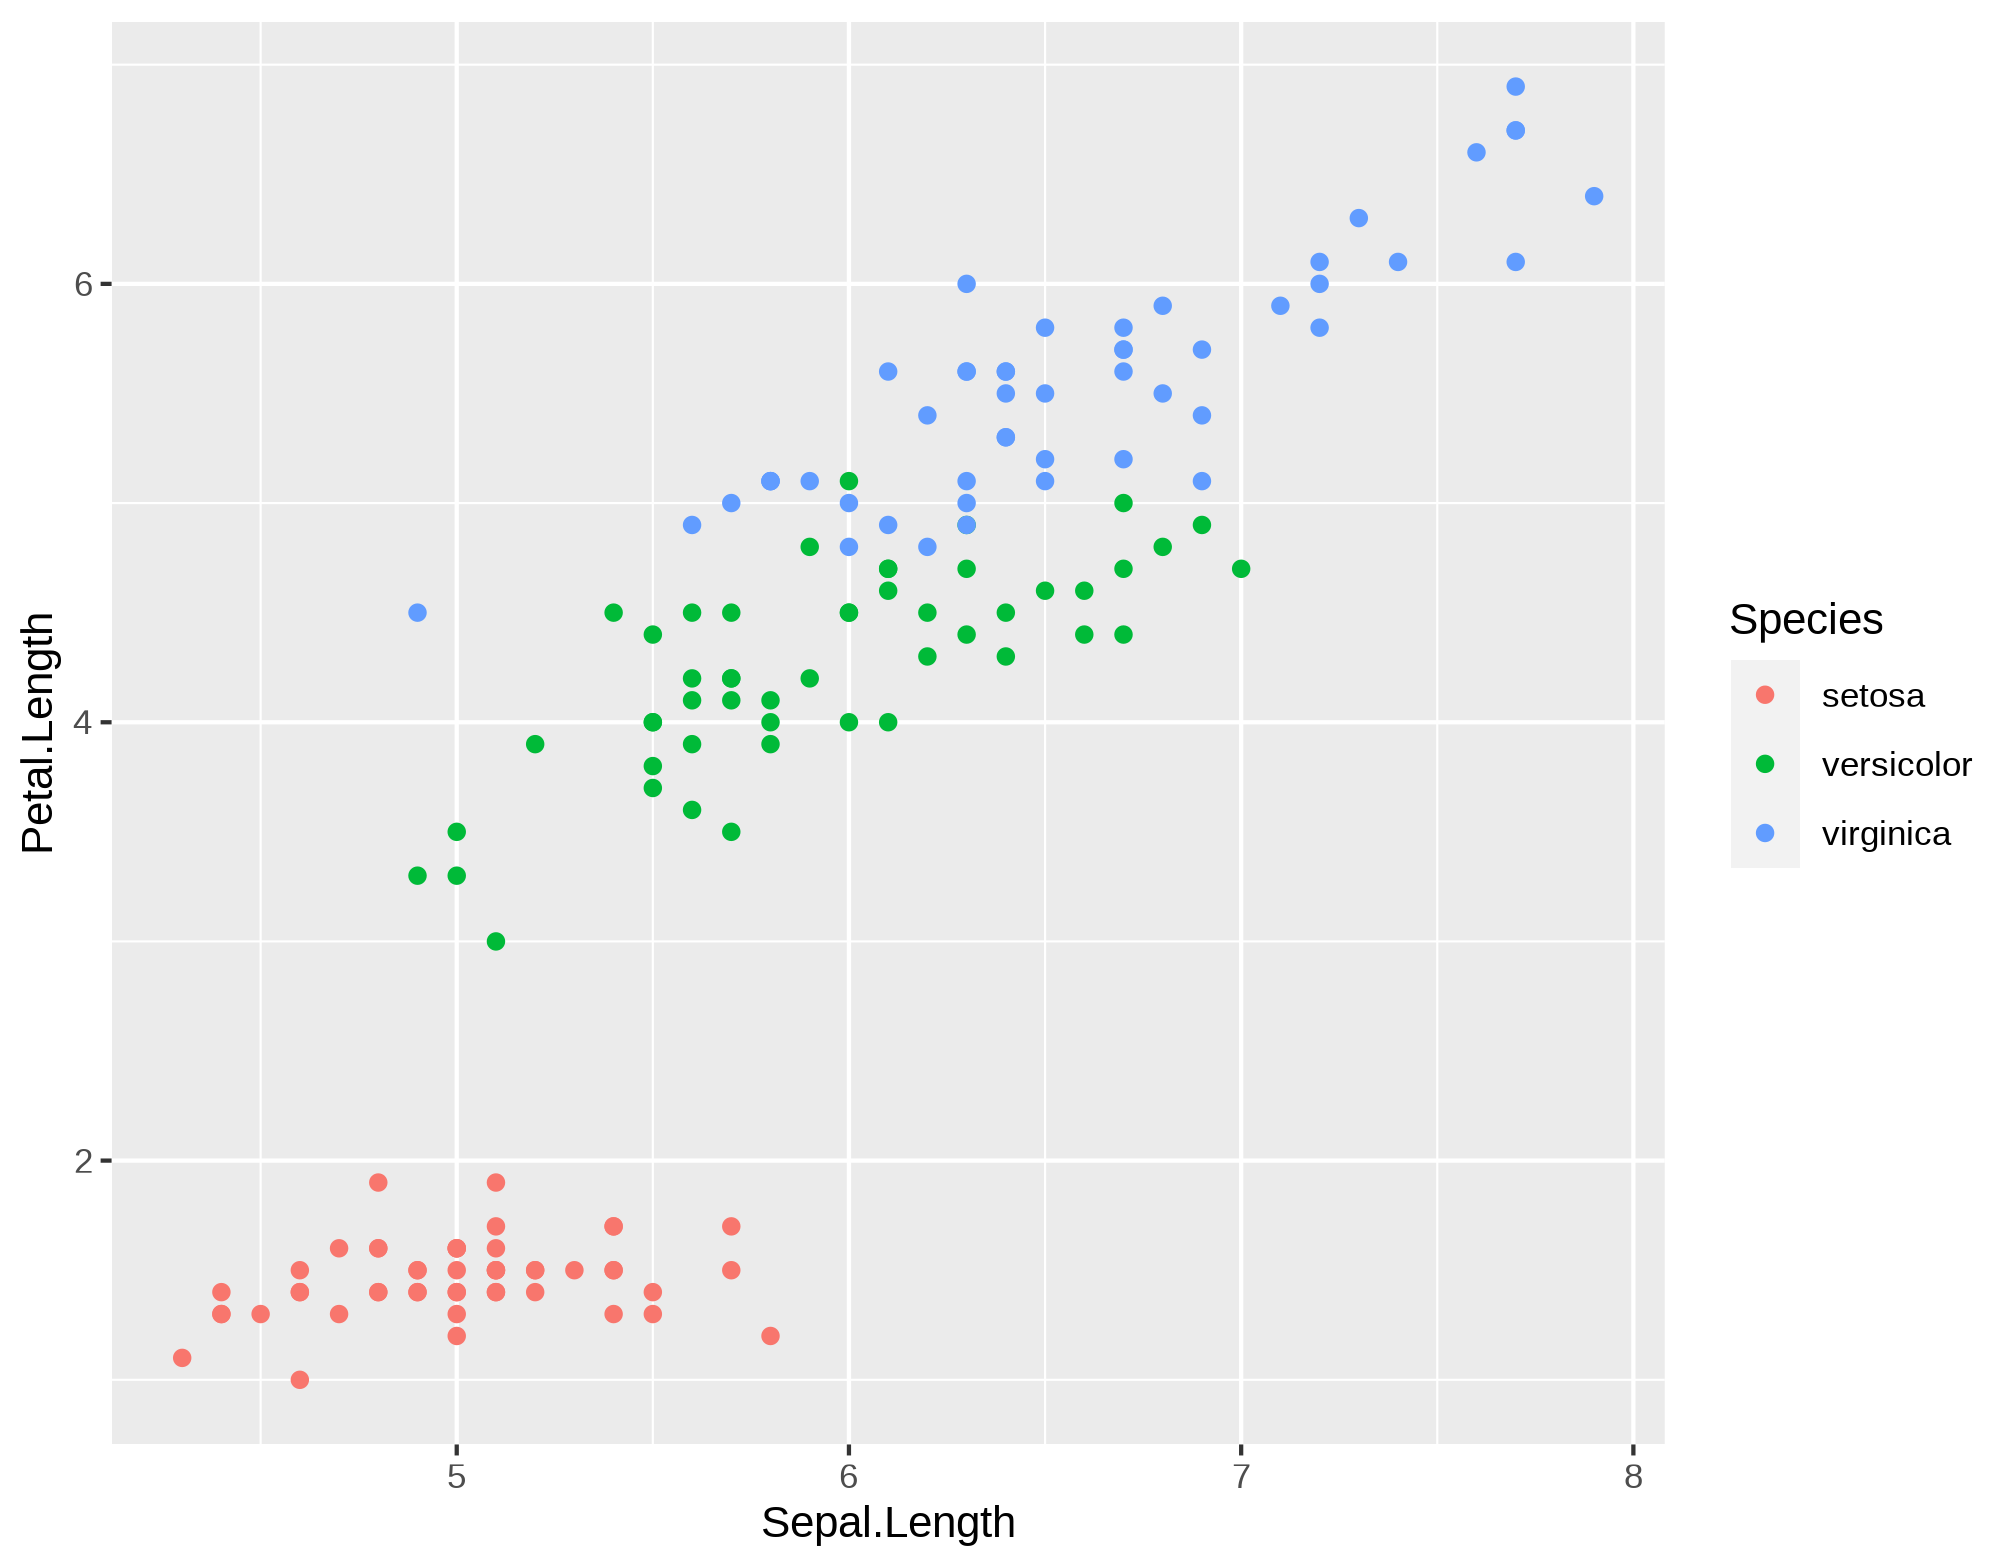 6
4
2
5 6 7 8
Sepal.Length
Petal.Length
Species
setosa
versicolor
virginica